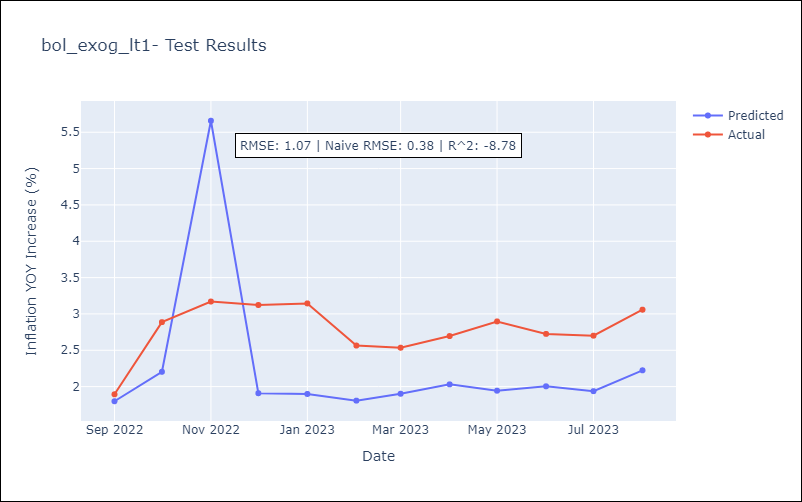 bol_exog_lt1- Test Results
Predicted
Actual
RMSE: 1.07 | Naive RMSE: 0.38 | R^2: -8.78
Inflation YOY Increase (%)
5.5
5
4.5
4
3.5
3
2.5
2
Sep 2022
Nov 2022
Jan 2023
Mar 2023
May 2023
Jul 2023
Date